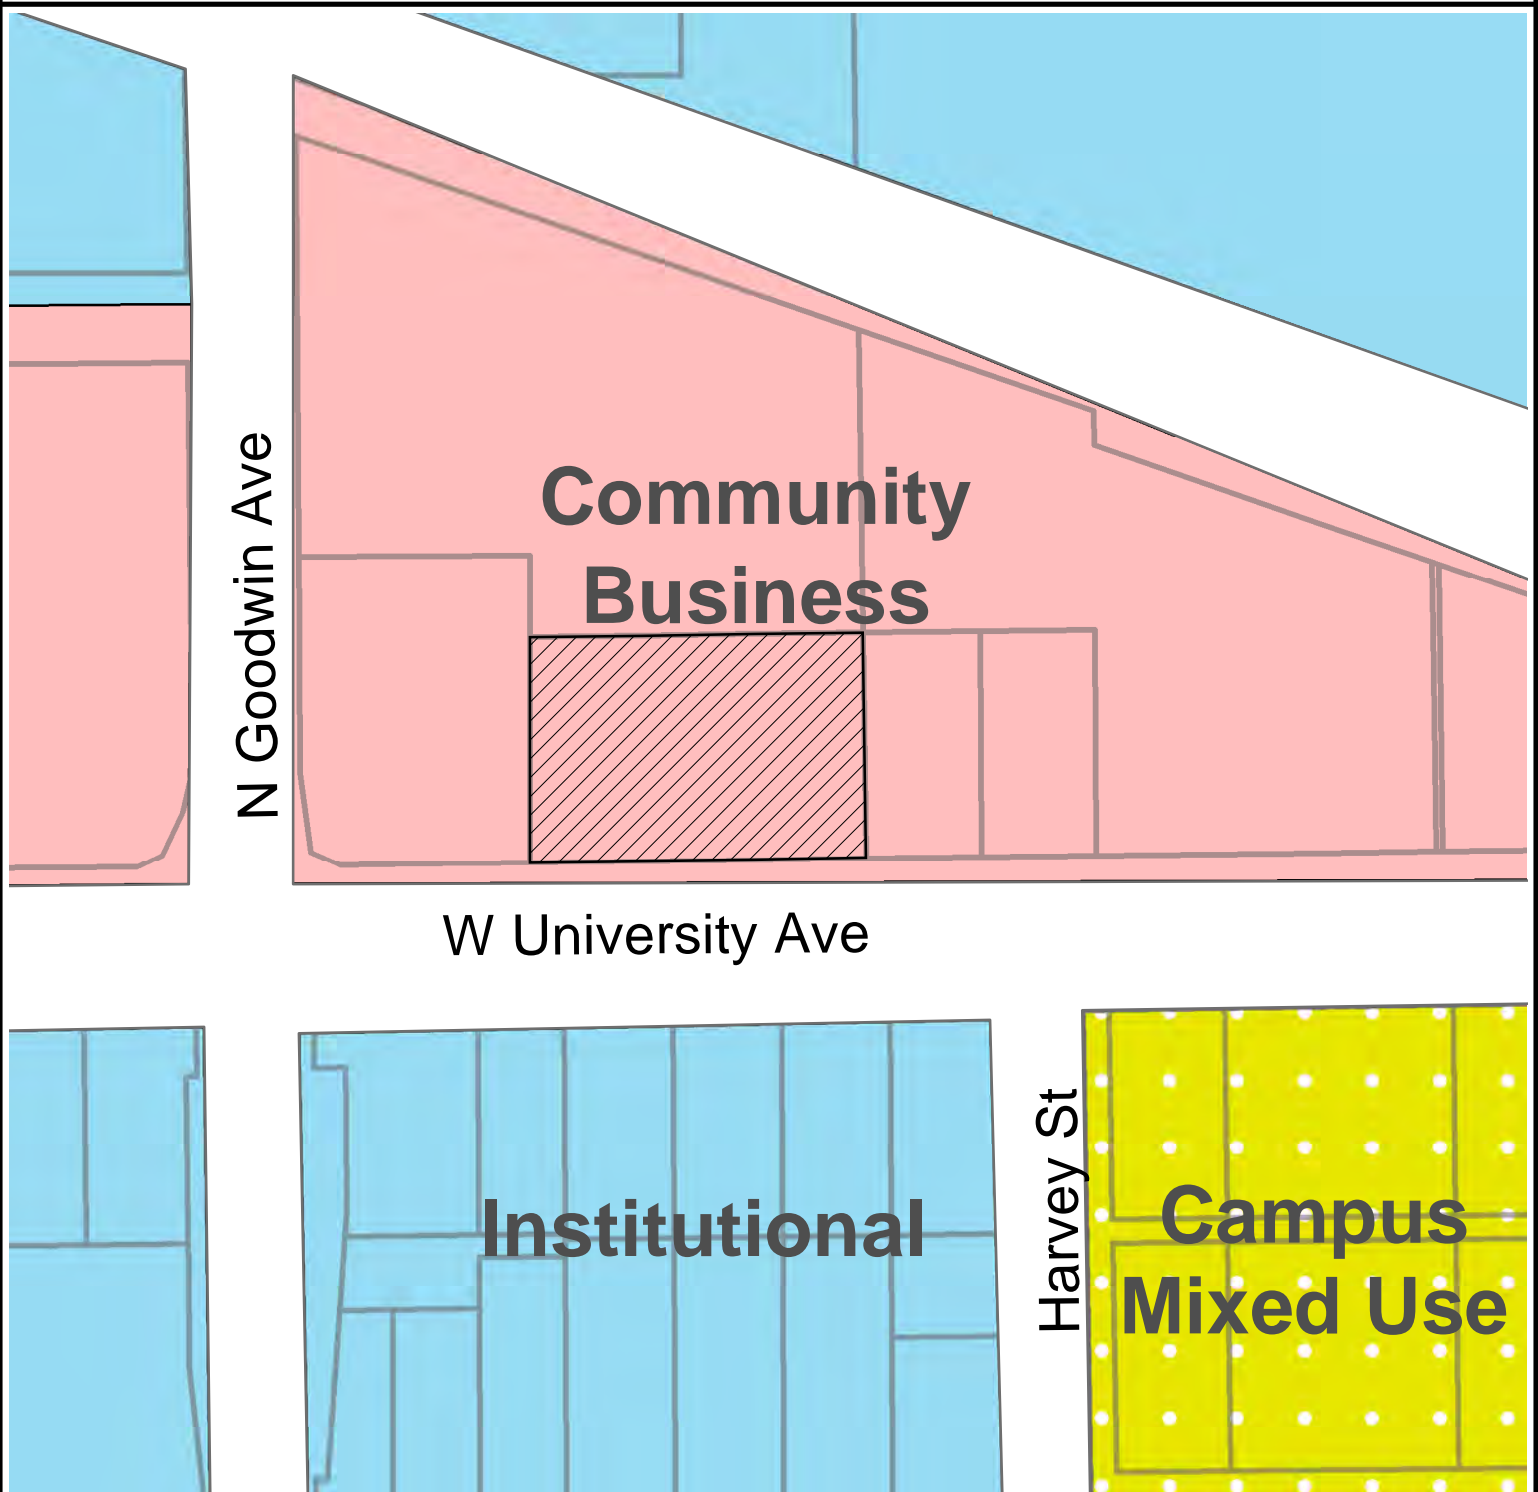 N Goodwin Ave
Community
Business
W University Ave
Institutional
Harvey St
Campus
Mixed Use